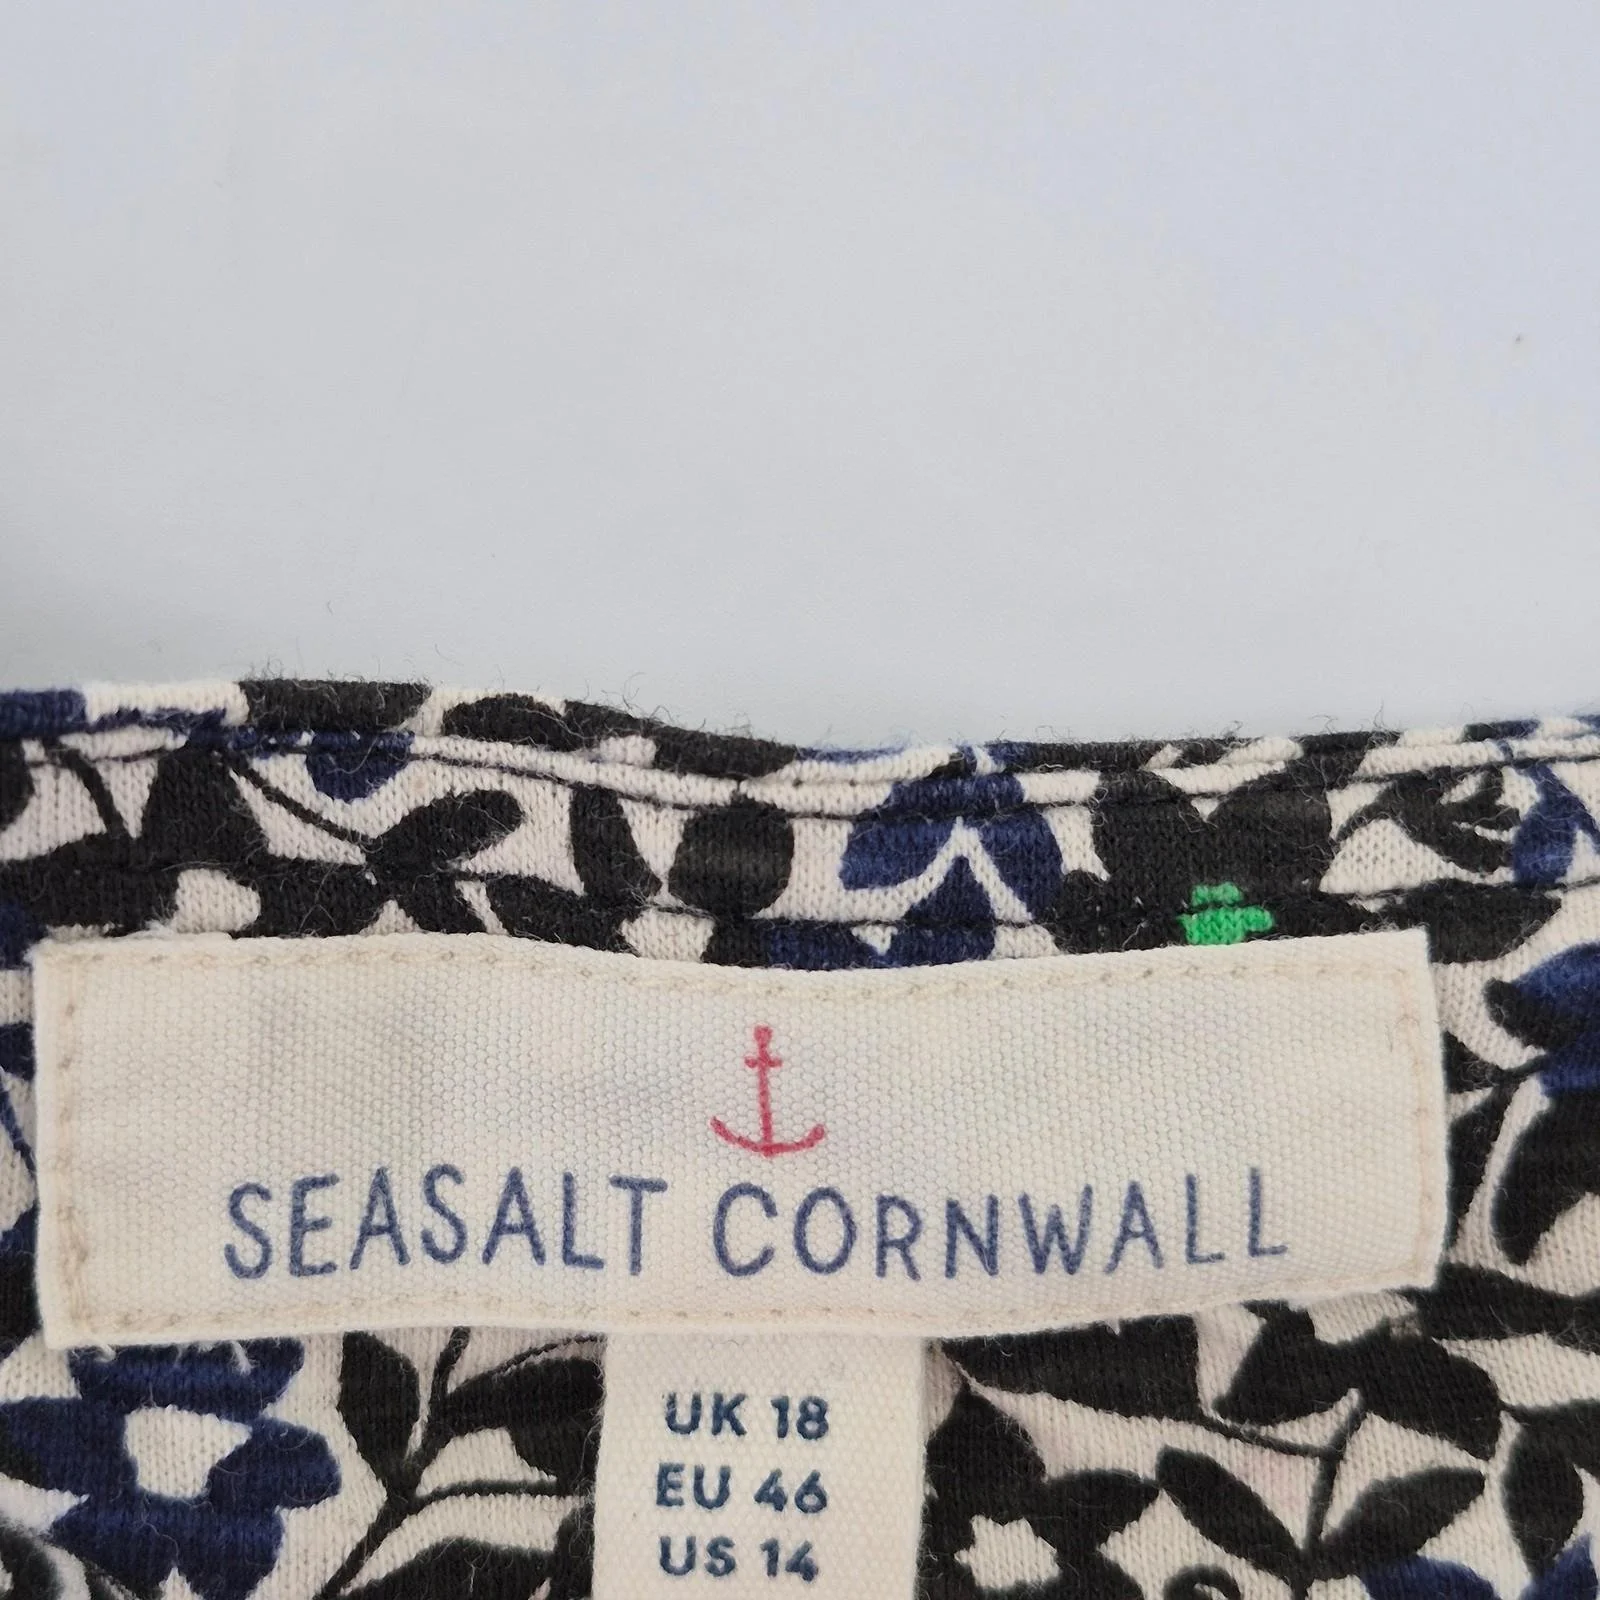 SEASALT CORNWALL
UK 18
EU 46
US 14